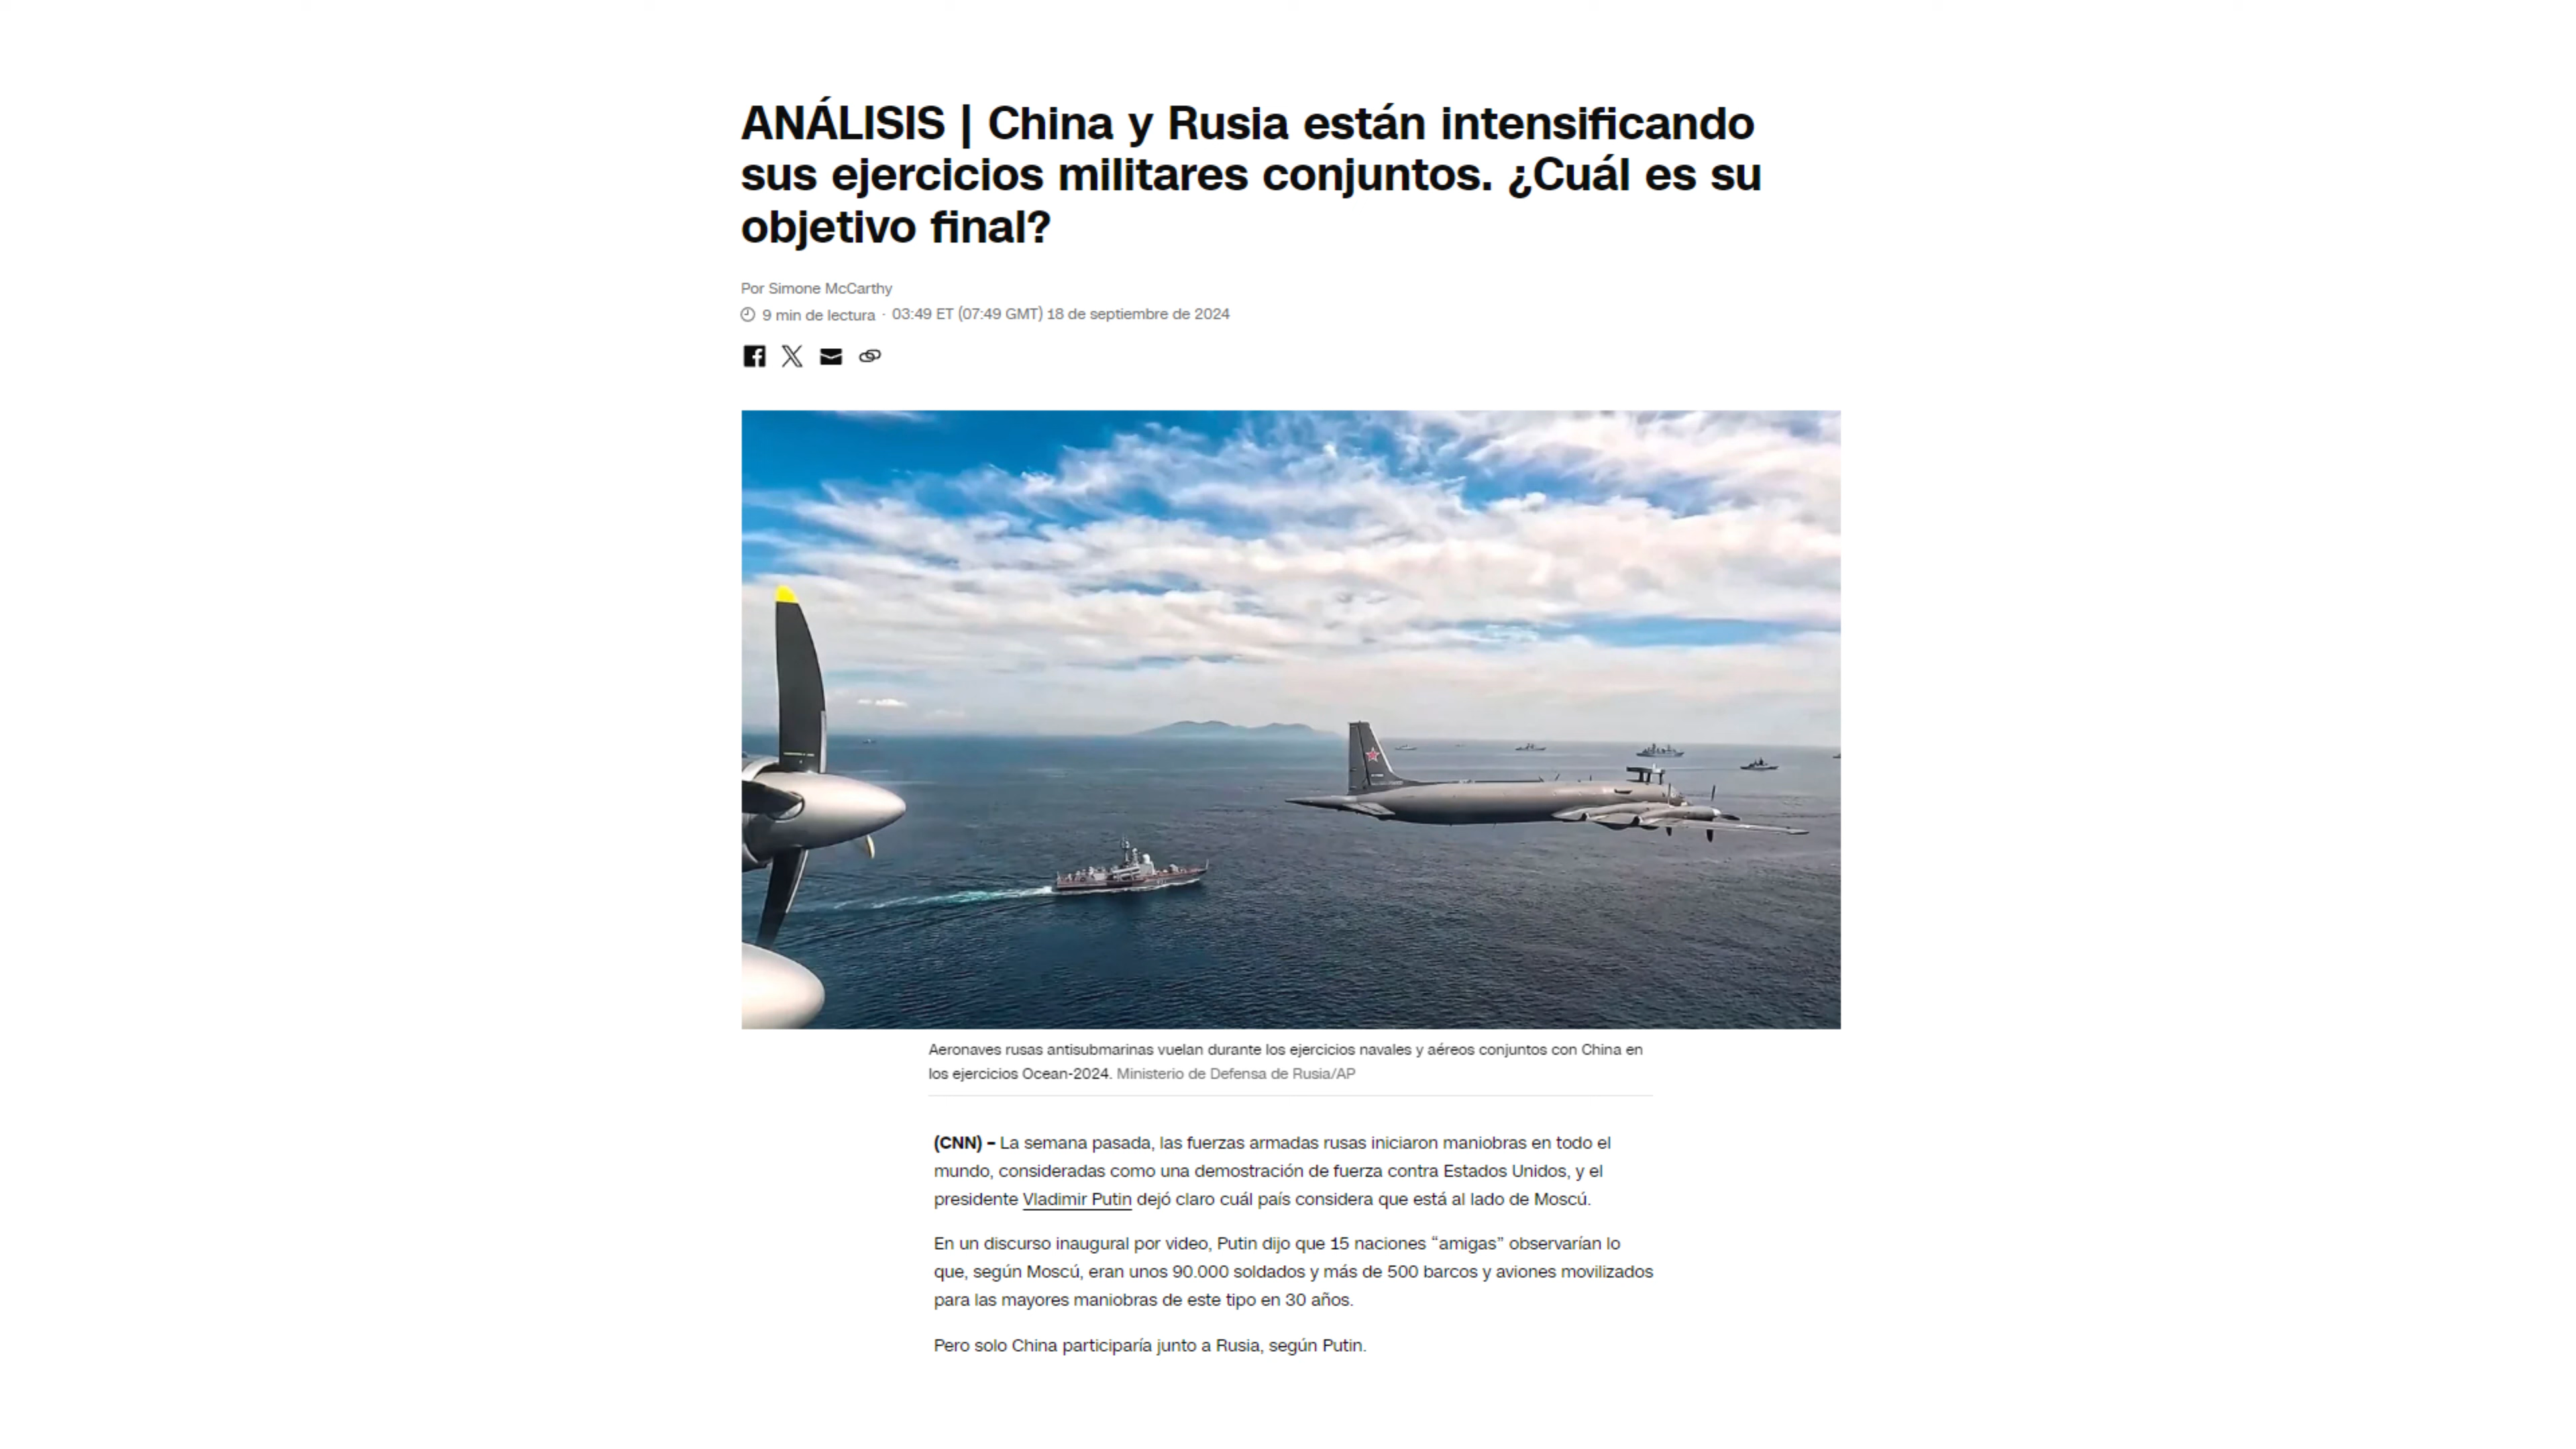 ANÁLISIS | China y Rusia están intensificando
sus ejercicios militares conjuntos. ¿Cuál es su
objetivo final?
Por Simone McCarthy
9 min de lectura · 03:49 ET (07:49 GMT) 18 de septiembre de 2024
Aeronaves rusas antisubmarinas vuelan durante los ejercicios navales y aéreos conjuntos con China en
los ejercicios Ocean-2024. Ministerio de Defensa de Rusia/AP
(CNN) – La semana pasada, las fuerzas armadas rusas iniciaron maniobras en todo el
mundo, consideradas como una demostración de fuerza contra Estados Unidos, y el
presidente Vladimir Putin dejó claro cuál país considera que está al lado de Moscú.
En un discurso inaugural por video, Putin dijo que 15 naciones “amigas” observarían lo
que, según Moscú, eran unos 90.000 soldados y más de 500 barcos y aviones movilizados
para las mayores maniobras de este tipo en 30 años.
Pero solo China participaría junto a Rusia, según Putin.